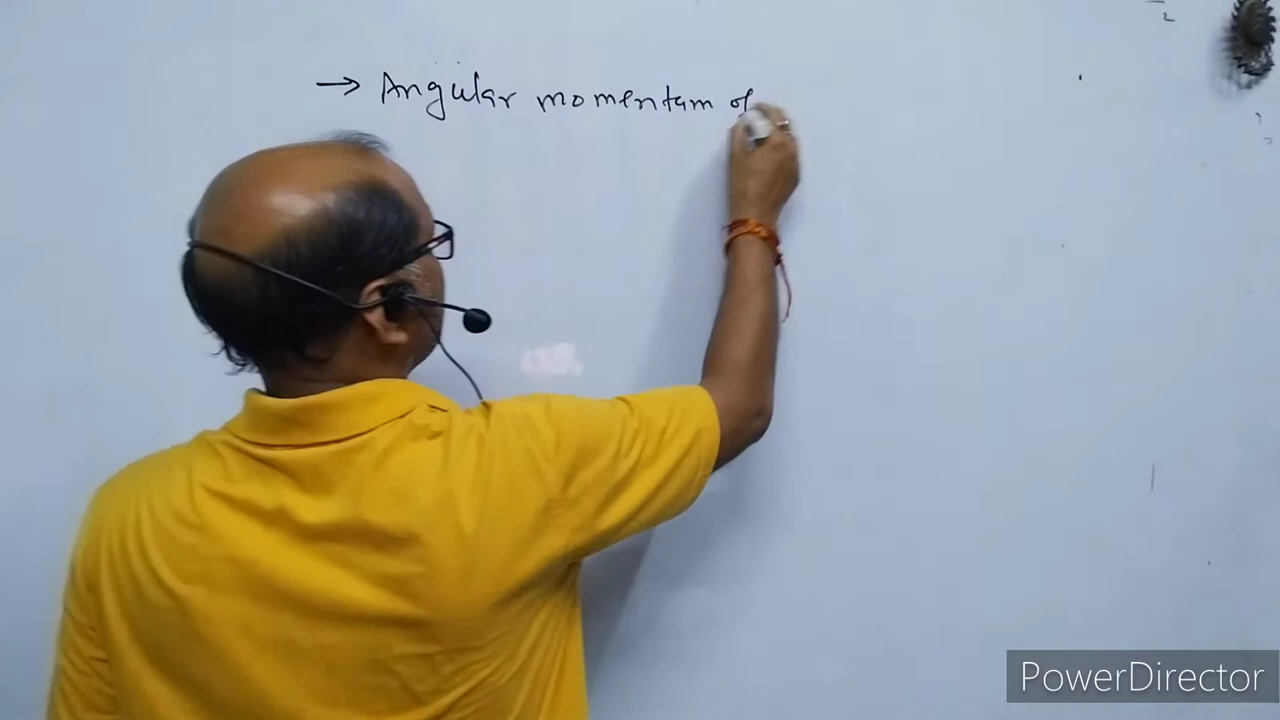 → Angular momentum of
PowerDirector